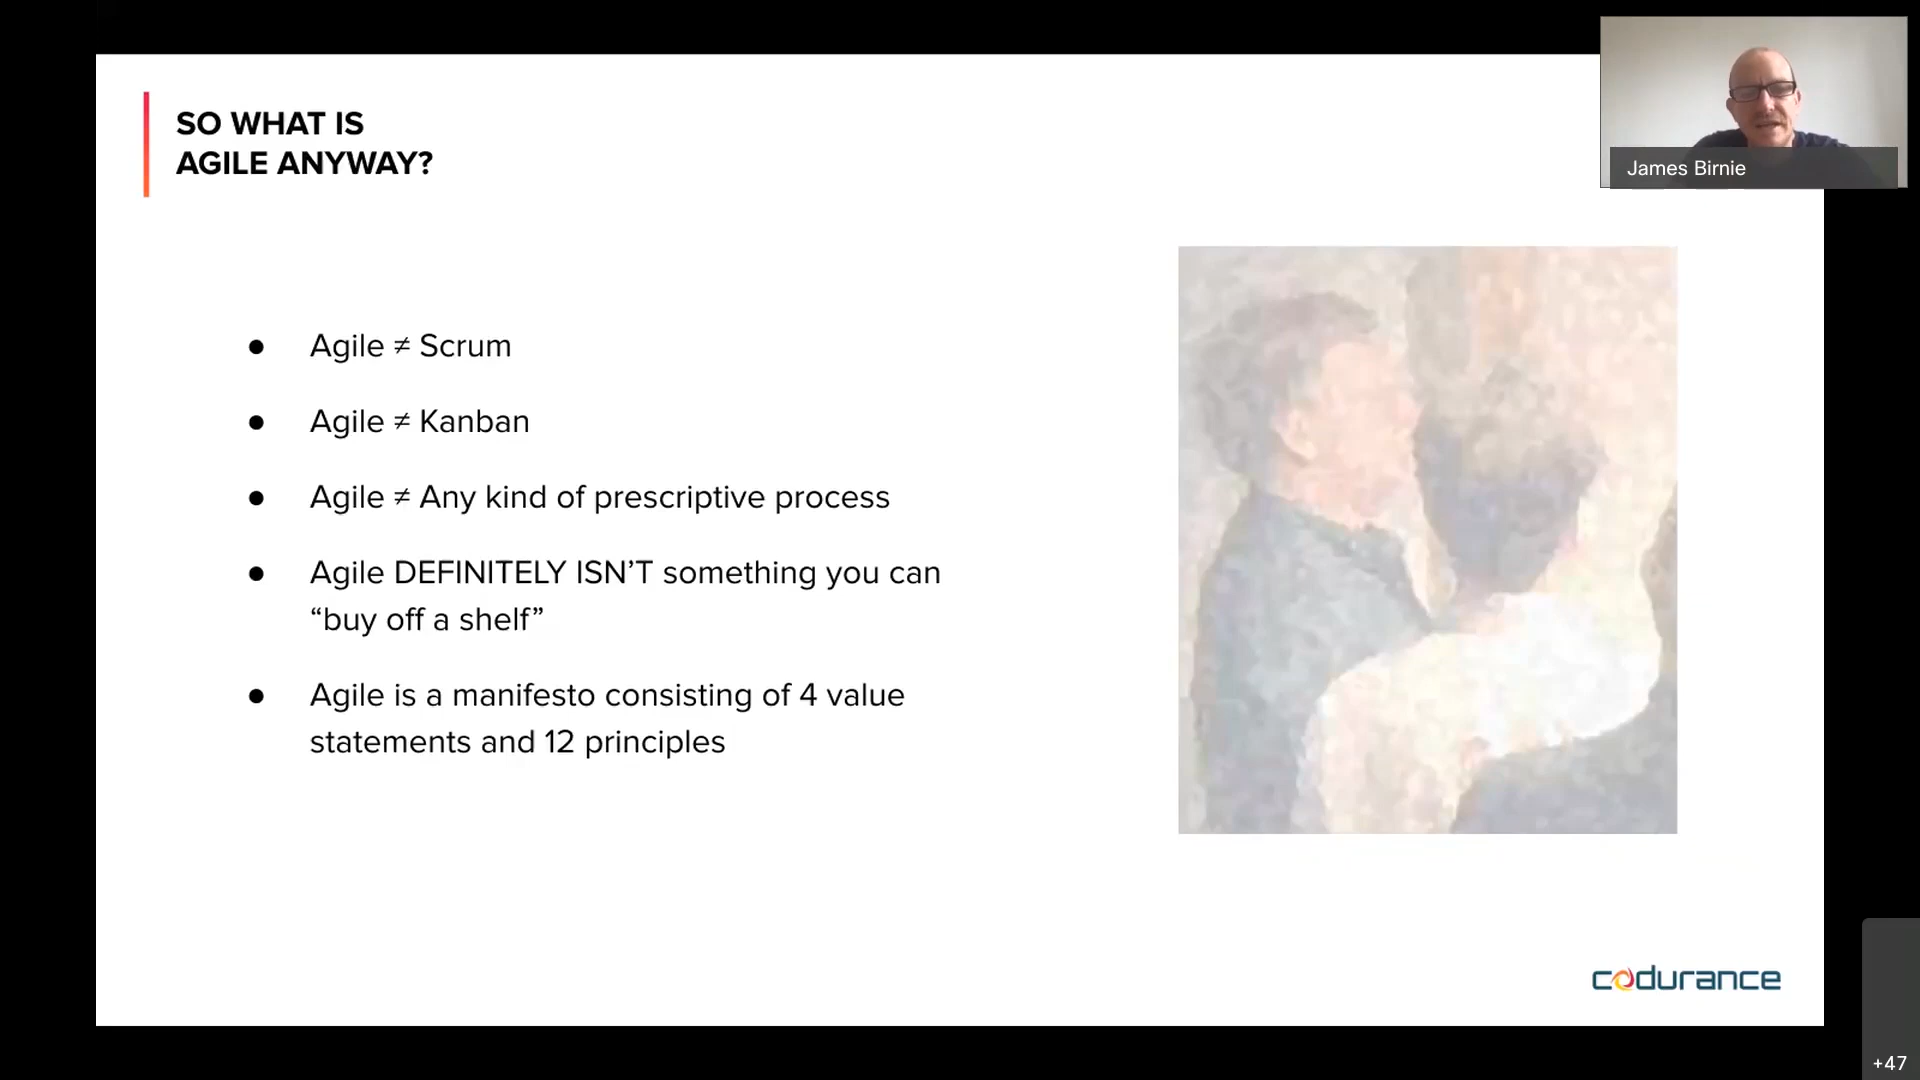 SO WHAT IS
AGILE ANYWAY?
James Birnie
● Agile ≠ Scrum
● Agile ≠ Kanban
● Agile ≠ Any kind of prescriptive process
● Agile DEFINITELY ISN’T something you can
“buy off a shelf”
● Agile is a manifesto consisting of 4 value
statements and 12 principles
codurance
+47